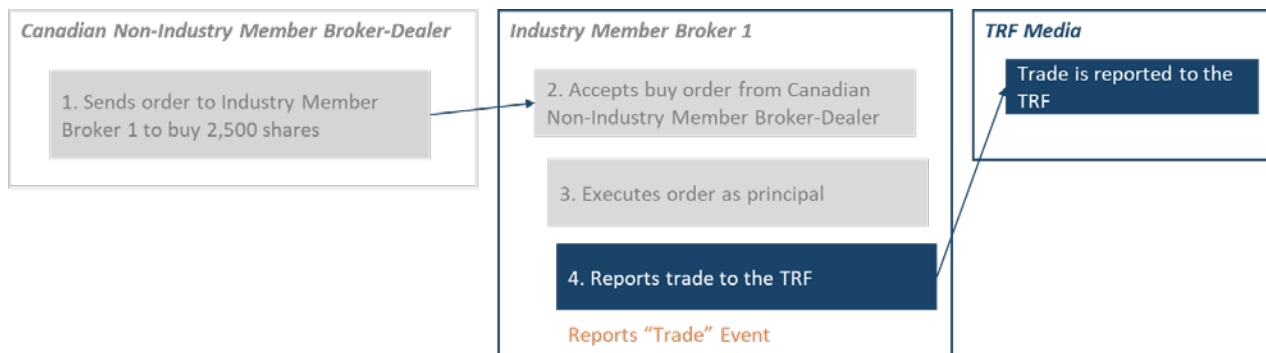 Canadian Non-Industry Member Broker-Dealer
1. Sends order to Industry Member
Broker 1 to buy 2,500 shares
Industry Member Broker 1
2. Accepts buy order from Canadian
Non-Industry Member Broker-Dealer
3. Executes order as principal
4. Reports trade to the TRF
Reports “Trade” Event
TRF Media
Trade is reported to the
TRF